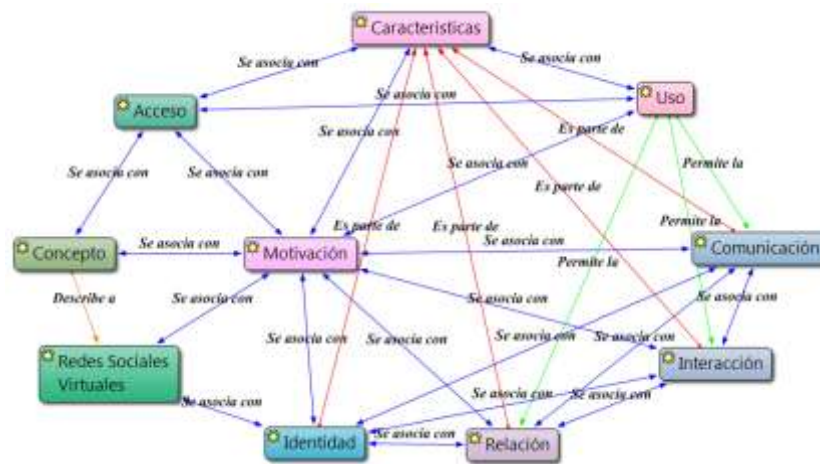 Caracteristicas
Se asocia con
Se asocia con
Uso
Acceso
Se asocia con
Se asocia con
Es parte de
Se asocia con
Permite la
Se asocia con
Se asocia con
Es parte de
Es parte de
Es parte de
Permite la
Concepto
Se asocia con
Motivación
Se asocia con
Comunicación
Permite la
Describe a
Se asocia con
Se asocia con
Se asocia con
Se asocia con
Se asocia con
Se asocia con
Redes Sociales
Virtuales
Interacción
Se asocia con
Se asocia con
Se asocia con
Identidad
Se asocia con
Relación